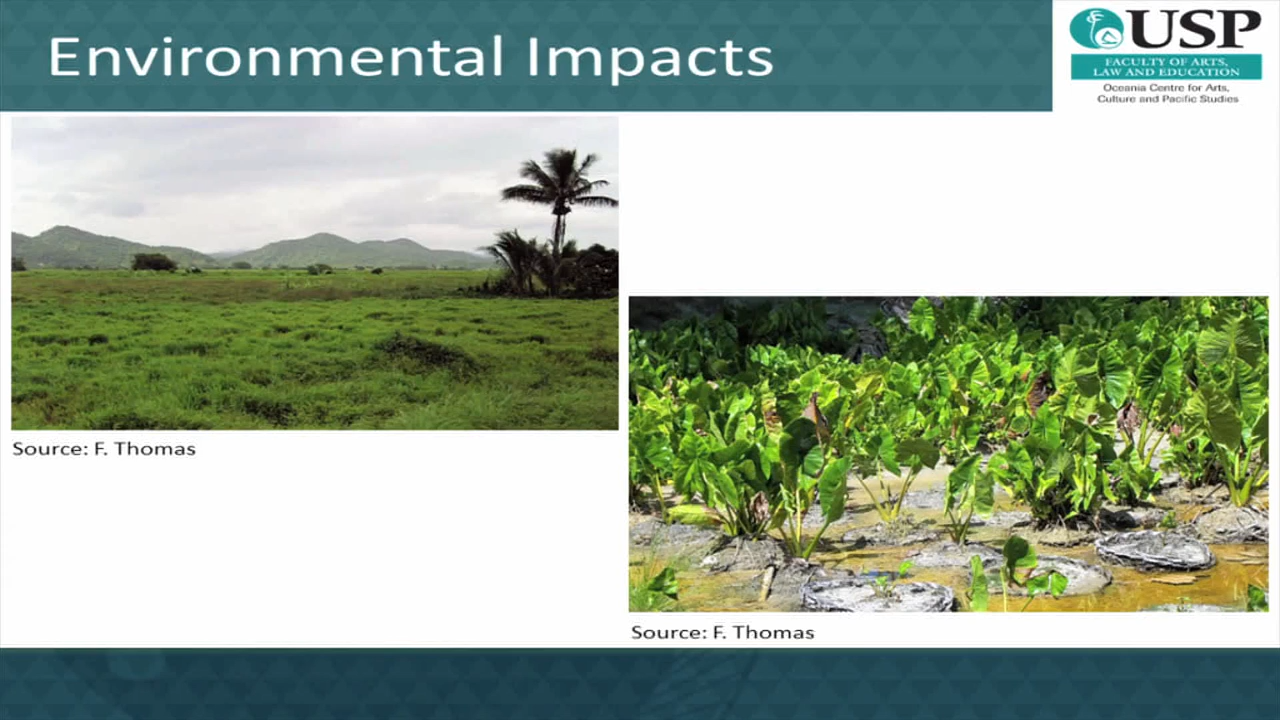 Environmental Impacts
USP
FACULTY OF ARTS,
LAW AND EDUCATION
Oceania Centre for Arts,
Culture and Pacific Studies
Source: F. Thomas
Source: F. Thomas